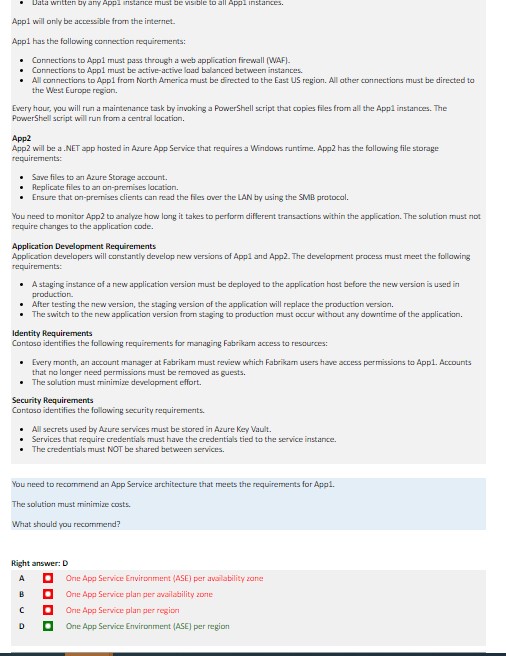 • Data written by any App1 instance must be visible to all App1 instances.
App1 will only be accessible from the internet.
App1 has the following connection requirements:
• Connections to App1 must pass through a web application firewall (WAF).
• Connections to App1 must be active-active load balanced between instances.
• All connections to App1 from North America must be directed to the East US region. All other connections must be directed to
the West Europe region.
Every hour, you will run a maintenance task by invoking a PowerShell script that copies files from all the App1 instances. The
PowerShell script will run from a central location.
App2
App2 will be a .NET app hosted in Azure App Service that requires a Windows runtime. App2 has the following file storage
requirements:
• Save files to an Azure Storage account.
• Replicate files to an on-premises location.
• Ensure that on-premises clients can read the files over the LAN by using the SMB protocol.
You need to monitor App2 to analyze how long it takes to perform different transactions within the application. The solution must not
require changes to the application code.
Application Development Requirements
Application developers will constantly develop new versions of App1 and App2. The development process must meet the following
requirements:
• A staging instance of a new application version must be deployed to the application host before the new version is used in
production.
• After testing the new version, the staging version of the application will replace the production version.
• The switch to the new application version from staging to production must occur without any downtime of the application.
Identity Requirements
Contoso identifies the following requirements for managing Fabrikam access to resources:
• Every month, an account manager at Fabrikam must review which Fabrikam users have access permissions to App1. Accounts
that no longer need permissions must be removed as guests.
• The solution must minimize development effort.
Security Requirements
Contoso identifies the following security requirements.
• All secrets used by Azure services must be stored in Azure Key Vault.
• Services that require credentials must have the credentials tied to the service instance.
• The credentials must NOT be shared between services.
You need to recommend an App Service architecture that meets the requirements for App1.
The solution must minimize costs.
What should you recommend?
Right answer: D
A One App Service Environment (ASE) per availability zone
B One App Service plan per availability zone
C One App Service plan per region
D One App Service Environment (ASE) per region